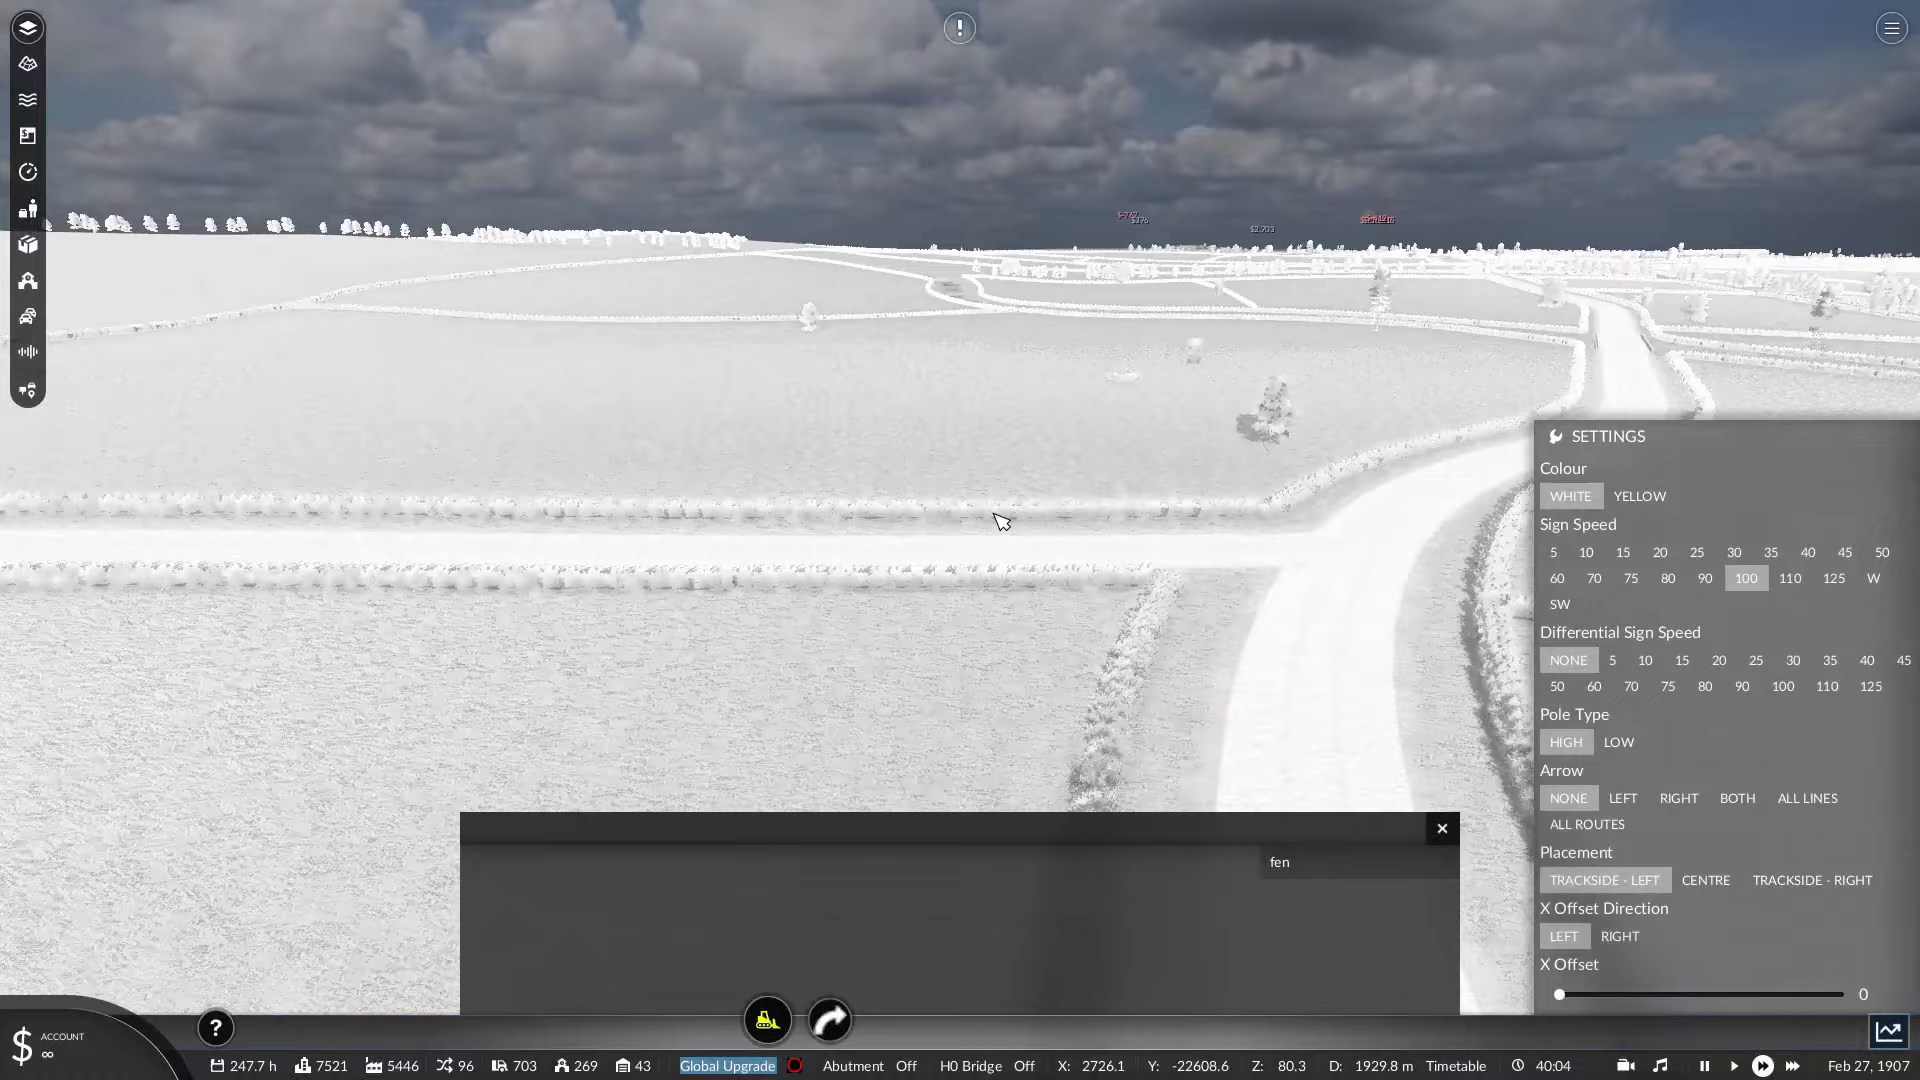 $2,703
SETTINGS
Colour
WHITE YELLOW
Sign Speed
5 10 15 20 25 30 35 40 45 50
60 70 75 80 90 100 110 125 W
SW
Differential Sign Speed
NONE 5 10 15 20 25 30 35 40 45
50 60 70 75 80 90 100 110 125
Pole Type
HIGH LOW
Arrow
NONE LEFT RIGHT BOTH ALL LINES
ALL ROUTES
Placement
TRACKSIDE - LEFT CENTRE TRACKSIDE - RIGHT
X Offset Direction
LEFT RIGHT
X Offset
0
fen
$ ACCOUNT
∞
?
247.7 h 7521 5446 96 703 269 43 Global Upgrade Abutment Off H0 Bridge Off X: 2726.1 Y: -22608.6 Z: 80.3 D: 1929.8 m Timetable 40:04 Feb 27, 1907